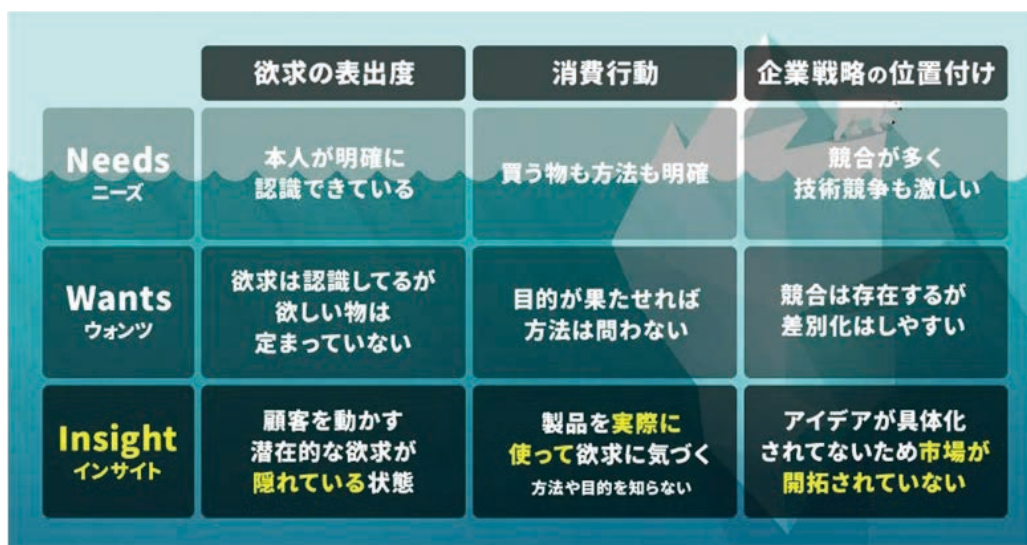 欲求の表出度
消費行動
企業戦略の位置付け
Needs
ニーズ
本人が明確に
認識できている
買う物も方法も明確
競合が多く
技術競争も激しい
Wants
ウォンツ
欲求は認識してるが
欲しい物は
定まっていない
目的が果たせれば
方法は問わない
競合は存在するが
差別化はしやすい
Insight
インサイト
顧客を動かす
潜在的な欲求が
隠れている状態
製品を実際に
使って欲求に気づく
方法や目的を知らない
アイデアが具体化
されてないため市場が
開拓されていない